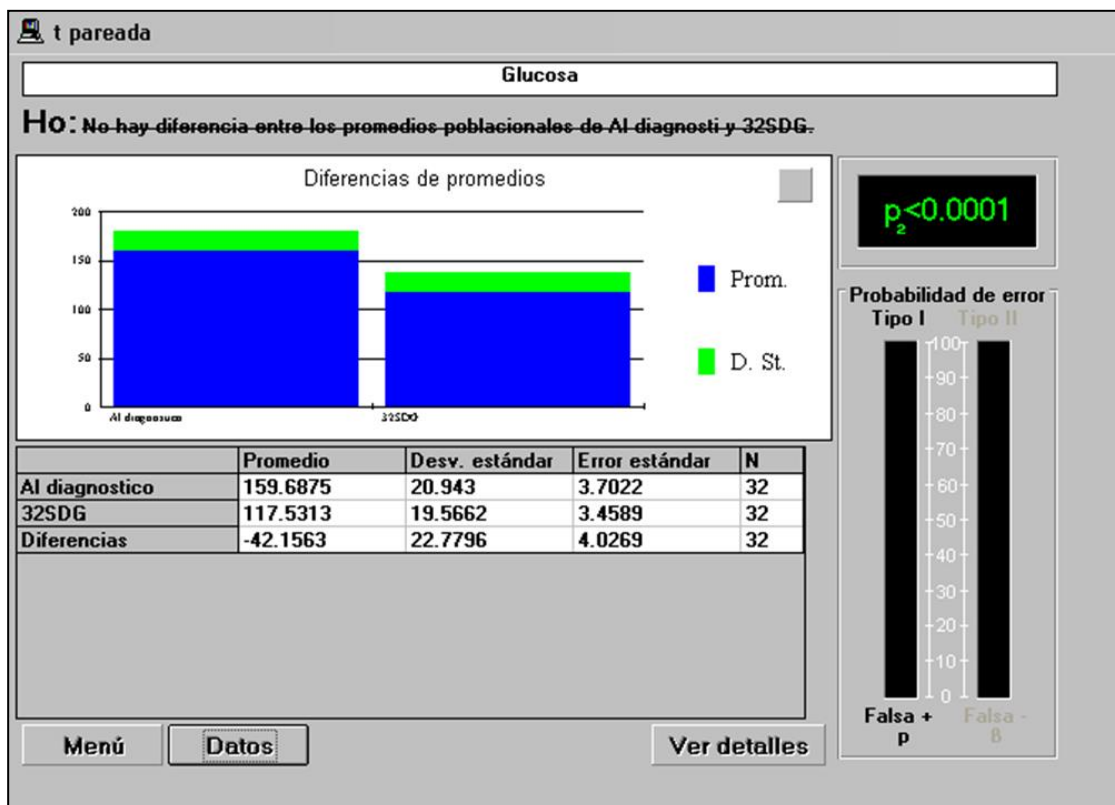 t pareada
Glucosa
Ho: No hay diferencia entre los promedios poblacionales de Al diagnosti y 32SDG.
Diferencias de promedios
200
150
100
50
0
Al diagnostico
32SDG
Prom.
D. St.
p2<0.0001
Probabilidad de error
Tipo I Tipo II
100
90
80
70
60
50
40
30
20
10
0
Falsa + Falsa -
p ß
Promedio Desv. estándar Error estándar N
Al diagnostico 159.6875 20.943 3.7022 32
32SDG 117.5313 19.5662 3.4589 32
Diferencias -42.1563 22.7796 4.0269 32
Menú Datos Ver detalles